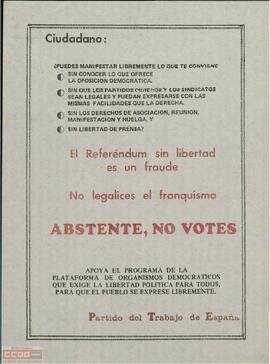 Ciudadano:
¿PUEDES MANIFESTAR LIBREMENTE LO QUE TE CONVIENE
SIN CONOCER LO QUE OFRECE
LA OPOSICION DEMOCRATICA.
SIN QUE LOS PARTIDOS OBREROS Y LOS SINDICATOS
SEAN LEGALES Y PUEDAN EXPRESARSE CON LAS
MISMAS FACILIDADES QUE LA DERECHA.
SIN LOS DERECHOS DE ASOCIACION, REUNION,
MANIFESTACION Y HUELGA, Y
SIN LIBERTAD DE PRENSA?
El Referéndum sin libertad
es un fraude
No legalices el franquismo
ABSTENTE, NO VOTES
APOYA EL PROGRAMA DE LA
PLATAFORMA DE ORGANISMOS DEMOCRATICOS
QUE EXIGE LA LIBERTAD POLITICA PARA TODOS,
PARA QUE EL PUEBLO SE EXPRESE LIBREMENTE.
Partido del Trabajo de España
CCOO